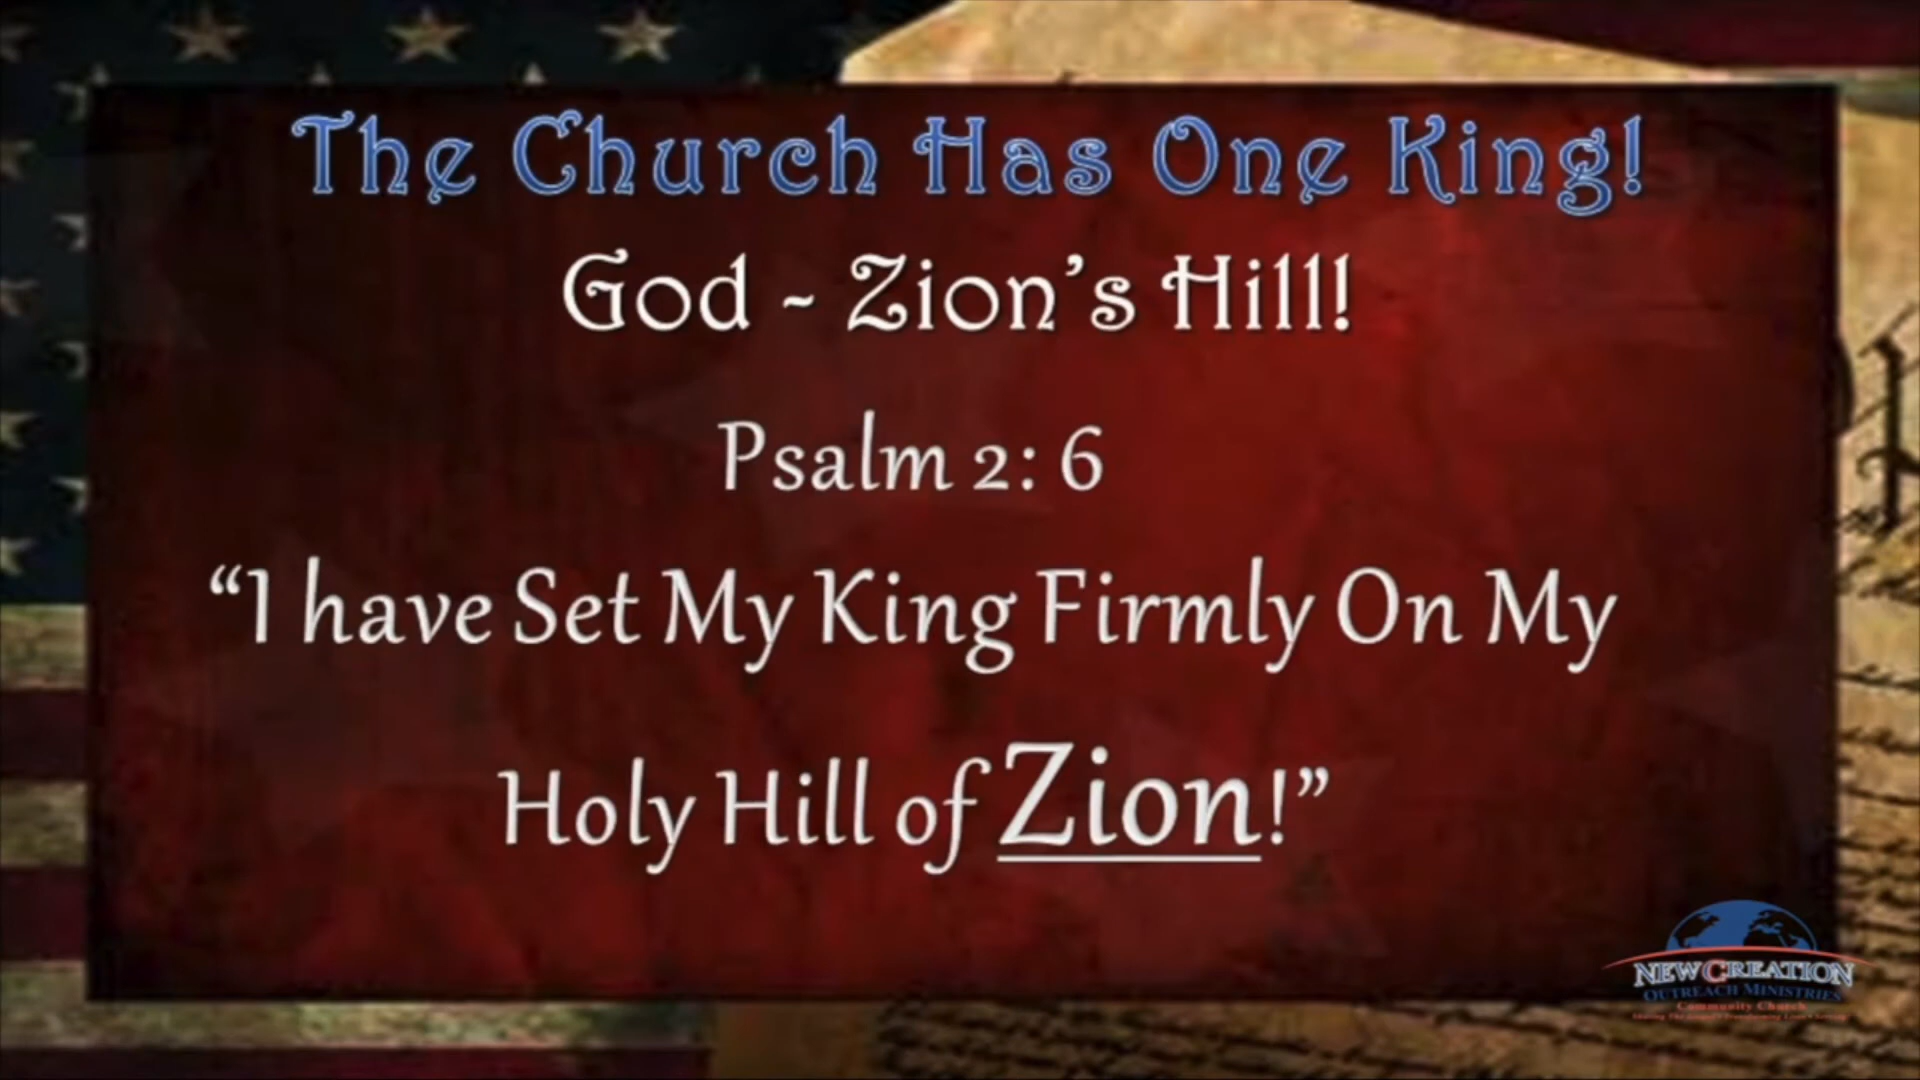 The Church Has One King!
God - Zion's Hill!
Psalm 2: 6
“I have Set My King Firmly On My
Holy Hill of Zion!”
NEW CREATION
OUTREACH MINISTRIES
Community Church